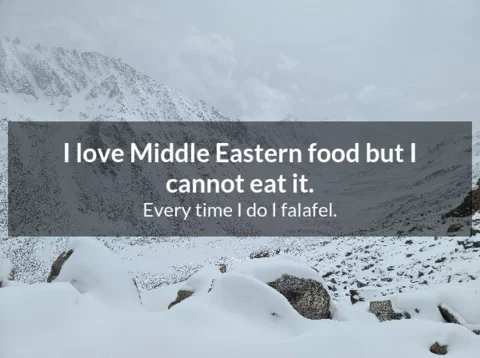 I love Middle Eastern food but I
cannot eat it.
Every time I do I falafel.